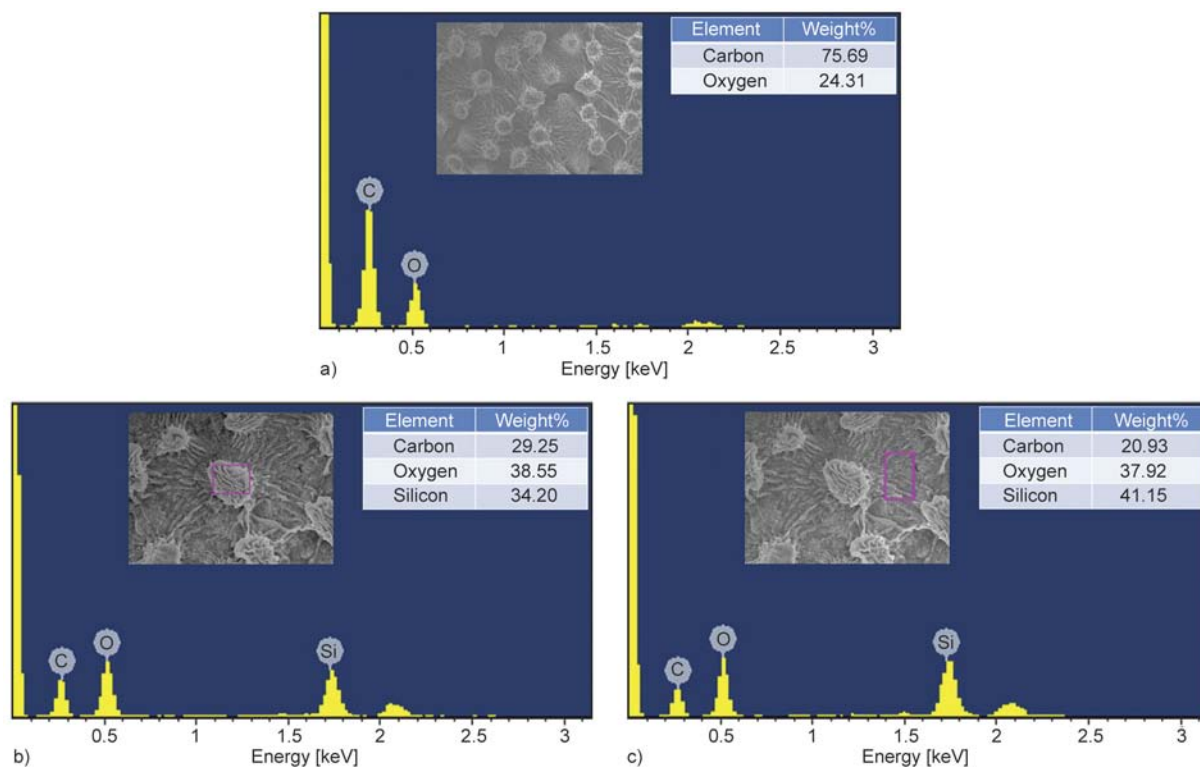 Element Weight%
Carbon 75.69
Oxygen 24.31
C
O
0.5 1 1.5 2 2.5 3
a) Energy [keV]
Element Weight%
Carbon 29.25
Oxygen 38.55
Silicon 34.20
C
O
Si
0.5 1 1.5 2 2.5 3
b) Energy [keV]
Element Weight%
Carbon 20.93
Oxygen 37.92
Silicon 41.15
C
O
Si
0.5 1 1.5 2 2.5 3
c) Energy [keV]